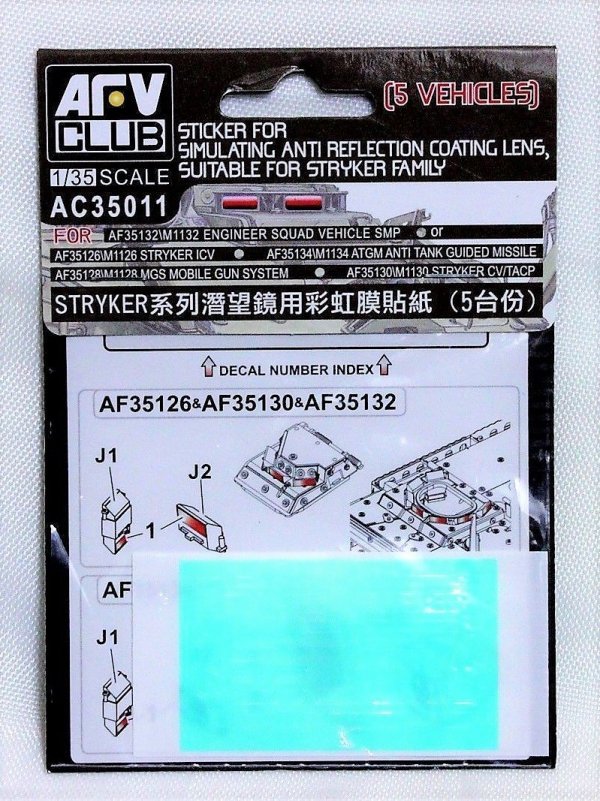 AFV
CLUB
(5 VEHICLES)
STICKER FOR
SIMULATING ANTI REFLECTION COATING LENS,
SUITABLE FOR STRYKER FAMILY
1/35 SCALE
AC35011
FOR AF35132\M1132 ENGINEER SQUAD VEHICLE SMP or
AF35126\M1126 STRYKER ICV ● AF35134\M1134 ATGM ANTI TANK GUIDED MISSILE
AF35128\M1128 MGS MOBILE GUN SYSTEM ● AF35130\M1130 STRYKER CV/TACP
STRYKER系列潛望鏡用彩虹膜貼紙（5台份）
DECAL NUMBER INDEX
AF35126&AF35130&AF35132
J1
J2
1
AF
J1
1